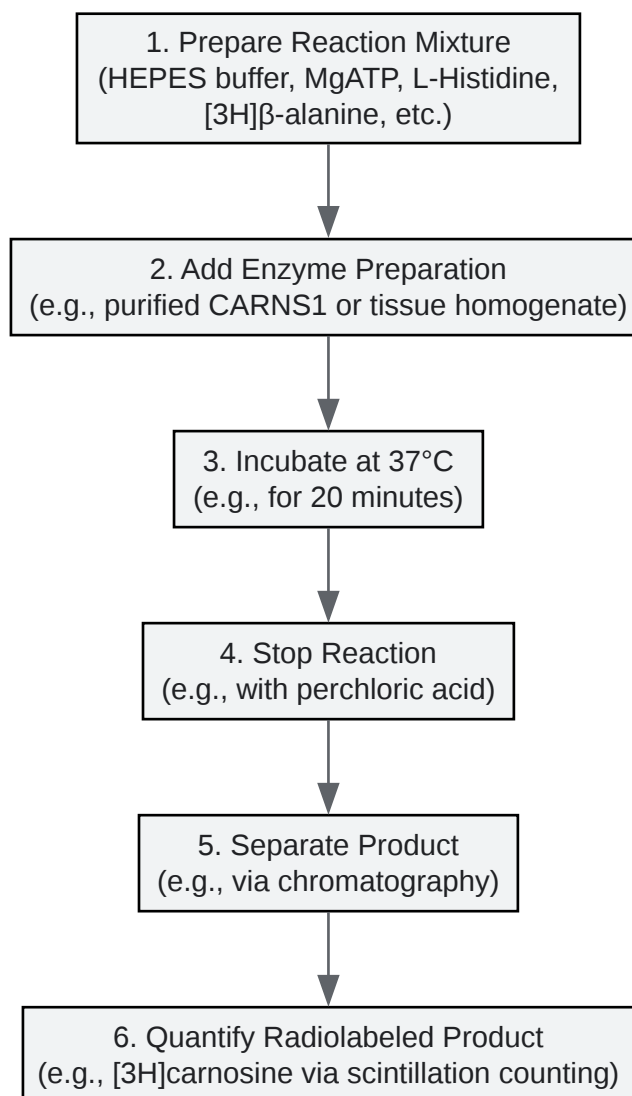 1. Prepare Reaction Mixture
(HEPES buffer, MgATP, L-Histidine,
[3H]β-alanine, etc.)
2. Add Enzyme Preparation
(e.g., purified CARNS1 or tissue homogenate)
3. Incubate at 37°C
(e.g., for 20 minutes)
4. Stop Reaction
(e.g., with perchloric acid)
5. Separate Product
(e.g., via chromatography)
6. Quantify Radiolabeled Product
(e.g., [3H]carnosine via scintillation counting)